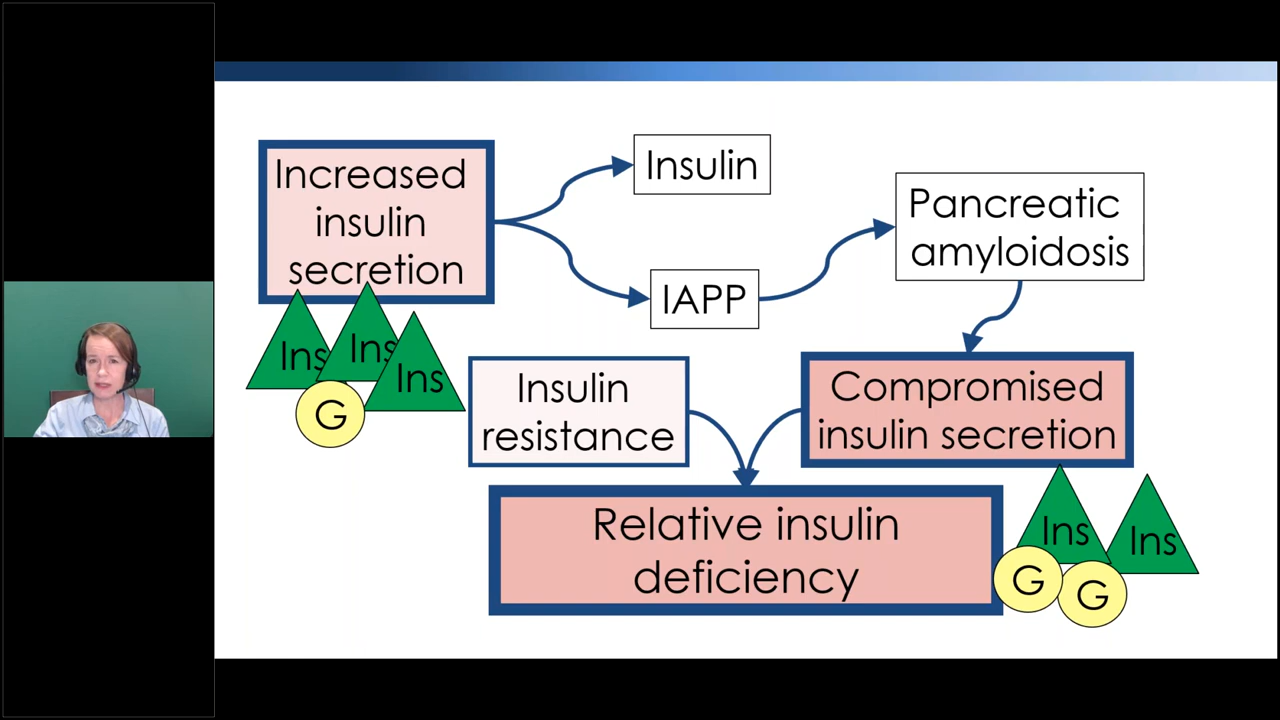 Increased
insulin
secretion
Insulin
IAPP
Pancreatic
amyloidosis
Ins
Ins
Ins
G
Insulin
resistance
Compromised
insulin secretion
Relative insulin
deficiency
Ins
Ins
G
G